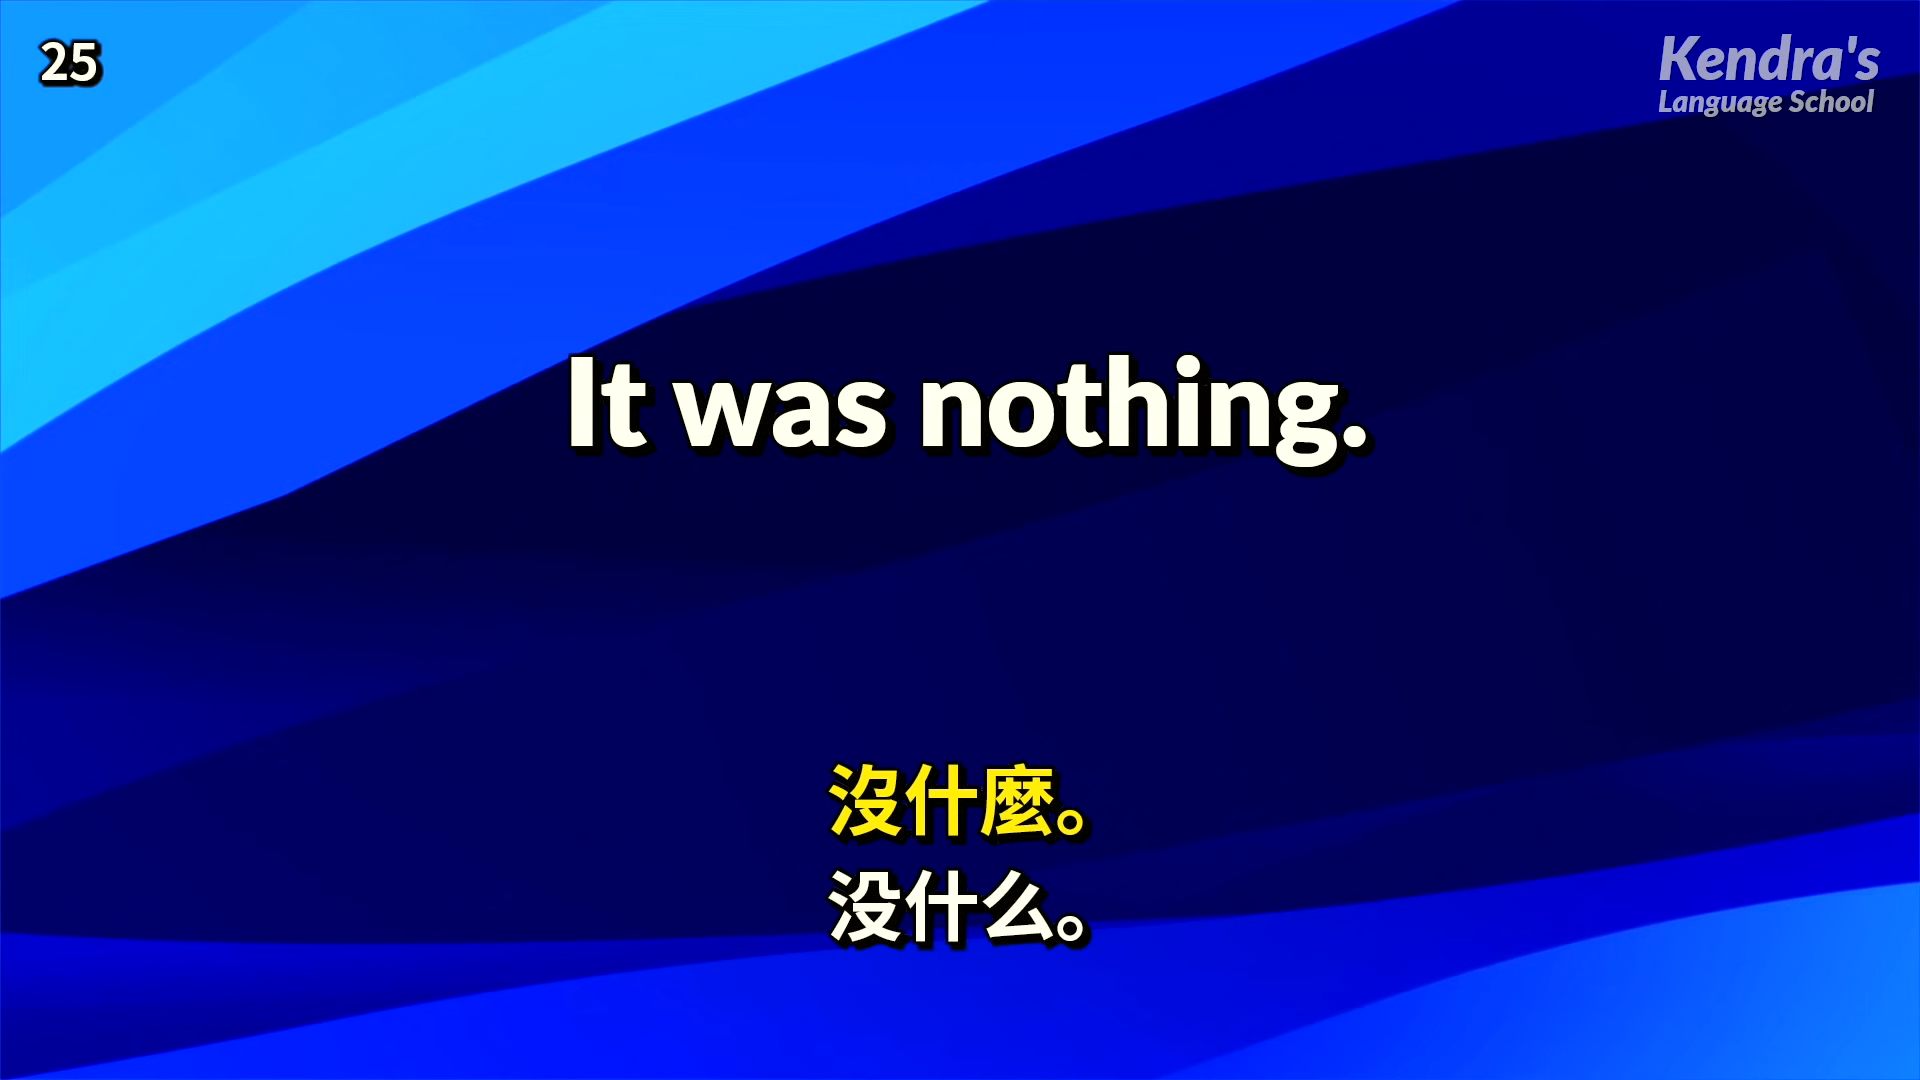 25
Kendra's
Language School
It was nothing.
沒什麼。
没什么。